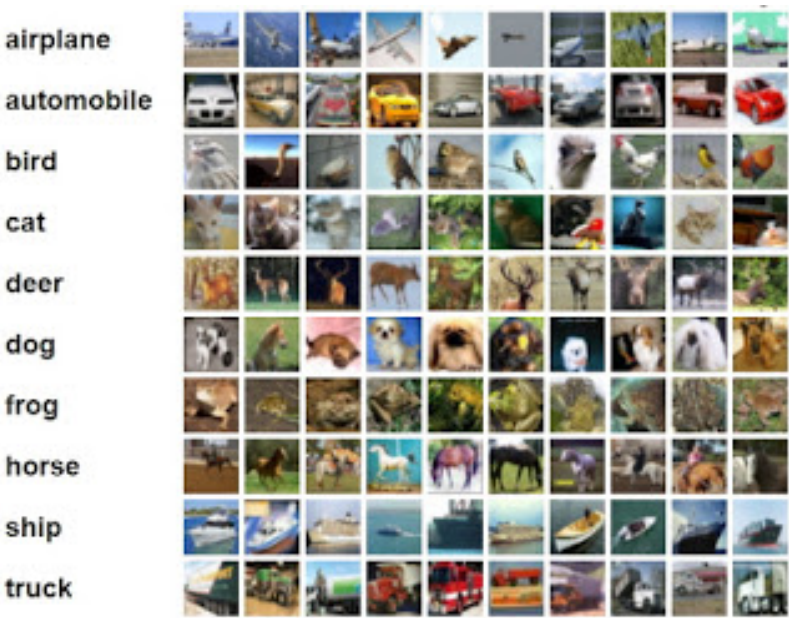 airplane
automobile
bird
cat
deer
dog
frog
horse
ship
truck